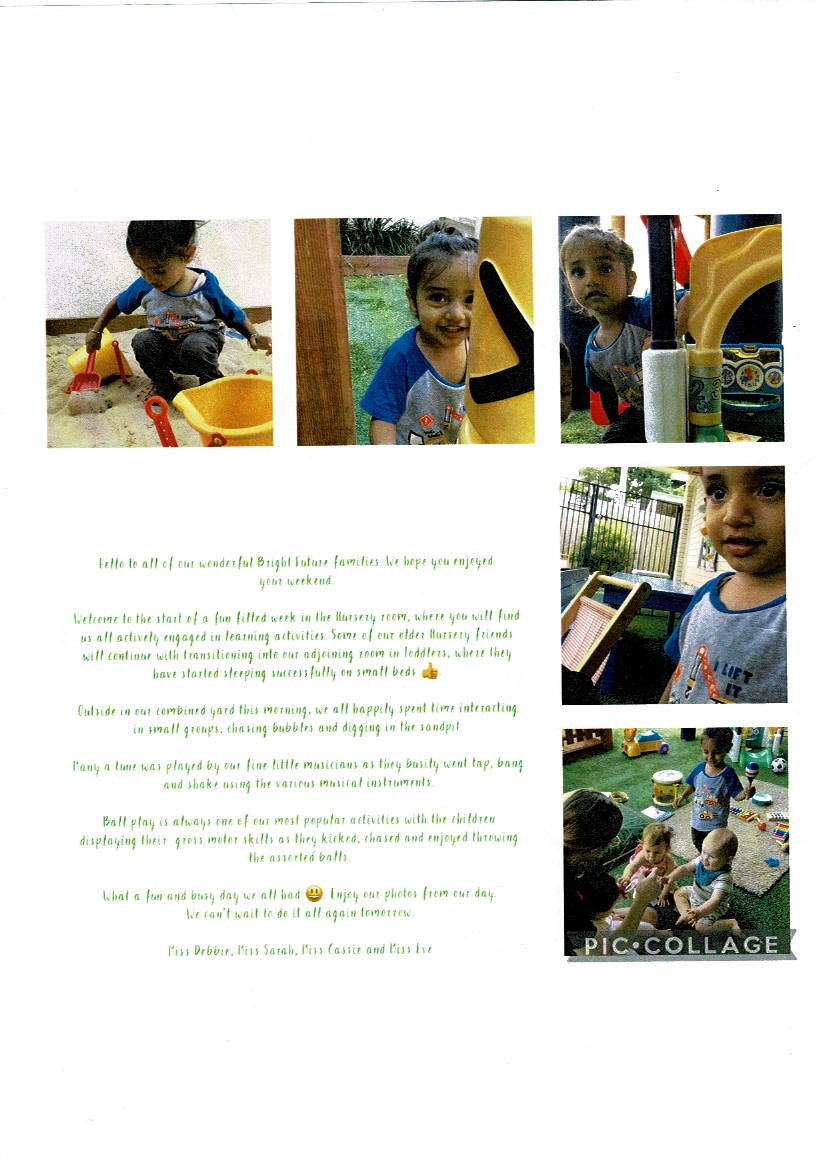 I LIFT
IT
Hello to all of our wonderful Bright Future families. We hope you enjoyed
your weekend.
Welcome to the start of a fun filled week in the Nursery room, where you will find
us all actively engaged in learning activities. Some of our older Nursery friends
will continue with transitioning into our adjoining room in Toddlers, where they
have started sleeping successfully on small beds 👍.
Outside in our combined yard this morning, we all happily spent time interacting
in small groups, chasing bubbles and digging in the sandpit.
Many a tune was played by our fine little musicians as they busily went tap, bang
and shake using the various musical instruments.
Ball play is always one of our most popular activities with the children
displaying their gross motor skills as they kicked, chased and enjoyed throwing
the assorted balls.
What a fun and busy day we all had 😃 Enjoy our photos from our day.
We can't wait to do it all again tomorrow.
Miss Debbie, Miss Sarah, Miss Cassie and Miss Eve
PIC•COLLAGE